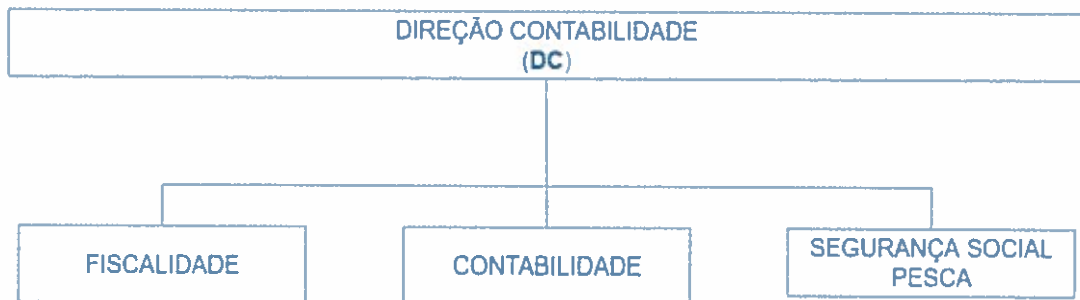 DIREÇÃO CONTABILIDADE
(DC)
FISCALIDADE
CONTABILIDADE
SEGURANÇA SOCIAL
PESCA